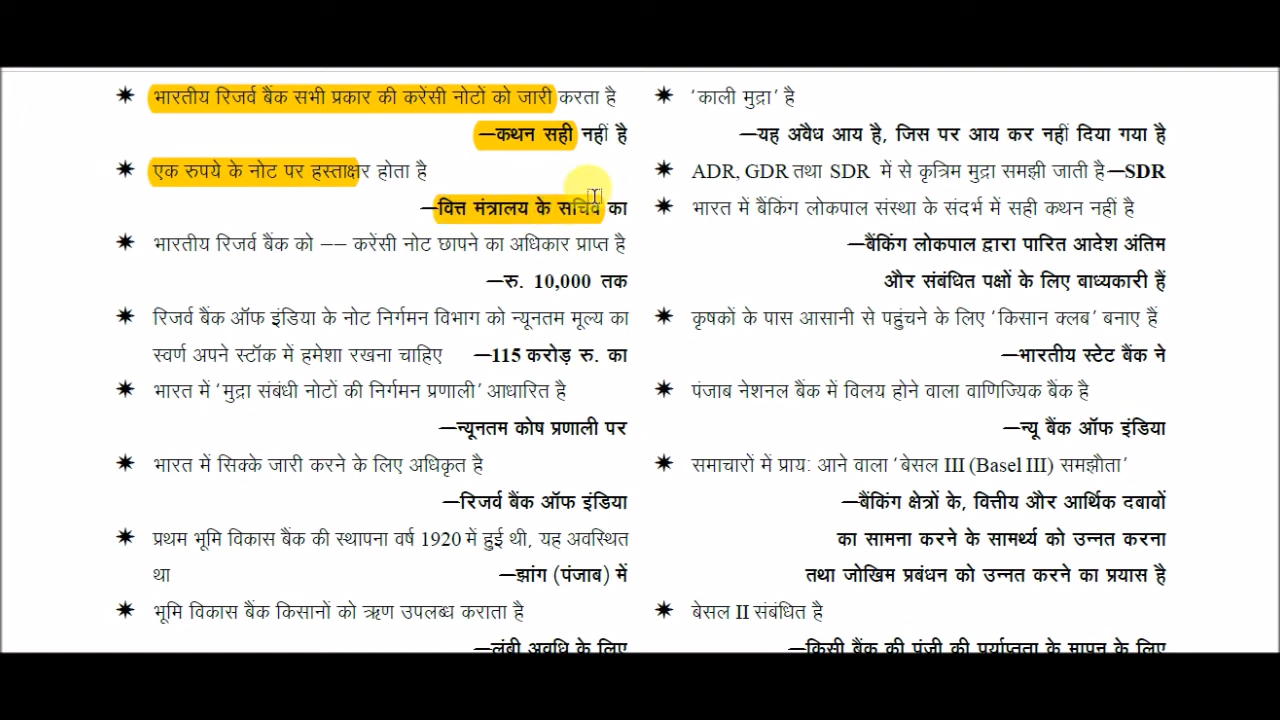 ✷ भारतीय रिजर्व बैंक सभी प्रकार की करेंसी नोटों को जारी करता है
—कथन सही नहीं है
✷ एक रुपये के नोट पर हस्ताक्षर होता है
—वित्त मंत्रालय के सचिव का
✷ भारतीय रिजर्व बैंक को –– करेंसी नोट छापने का अधिकार प्राप्त है
—रु. 10,000 तक
✷ रिजर्व बैंक ऑफ इंडिया के नोट निर्गमन विभाग को न्यूनतम मूल्य का
स्वर्ण अपने स्टॉक में हमेशा रखना चाहिए —115 करोड़ रु. का
✷ भारत में 'मुद्रा संबंधी नोटों की निर्गमन प्रणाली' आधारित है
—न्यूनतम कोष प्रणाली पर
✷ भारत में सिक्के जारी करने के लिए अधिकृत है
—रिजर्व बैंक ऑफ इंडिया
✷ प्रथम भूमि विकास बैंक की स्थापना वर्ष 1920 में हुई थी, यह अवस्थित
था —झांग (पंजाब) में
✷ भूमि विकास बैंक किसानों को ऋण उपलब्ध कराता है
—लंबी अवधि के लिए
✷ 'काली मुद्रा' है
—यह अवैध आय है, जिस पर आय कर नहीं दिया गया है
✷ ADR, GDR तथा SDR में से कृत्रिम मुद्रा समझी जाती है—SDR
✷ भारत में बैंकिंग लोकपाल संस्था के संदर्भ में सही कथन नहीं है
—बैंकिंग लोकपाल द्वारा पारित आदेश अंतिम
और संबंधित पक्षों के लिए बाध्यकारी हैं
✷ कृषकों के पास आसानी से पहुंचने के लिए 'किसान क्लब' बनाए हैं
—भारतीय स्टेट बैंक ने
✷ पंजाब नेशनल बैंक में विलय होने वाला वाणिज्यिक बैंक है
—न्यू बैंक ऑफ इंडिया
✷ समाचारों में प्राय: आने वाला 'बेसल III (Basel III) समझौता'
—बैंकिंग क्षेत्रों के, वित्तीय और आर्थिक दबावों
का सामना करने के सामर्थ्य को उन्नत करना
तथा जोखिम प्रबंधन को उन्नत करने का प्रयास है
✷ बेसल II संबंधित है
—किसी बैंक की पूंजी की पर्याप्तता के मापन के लिए